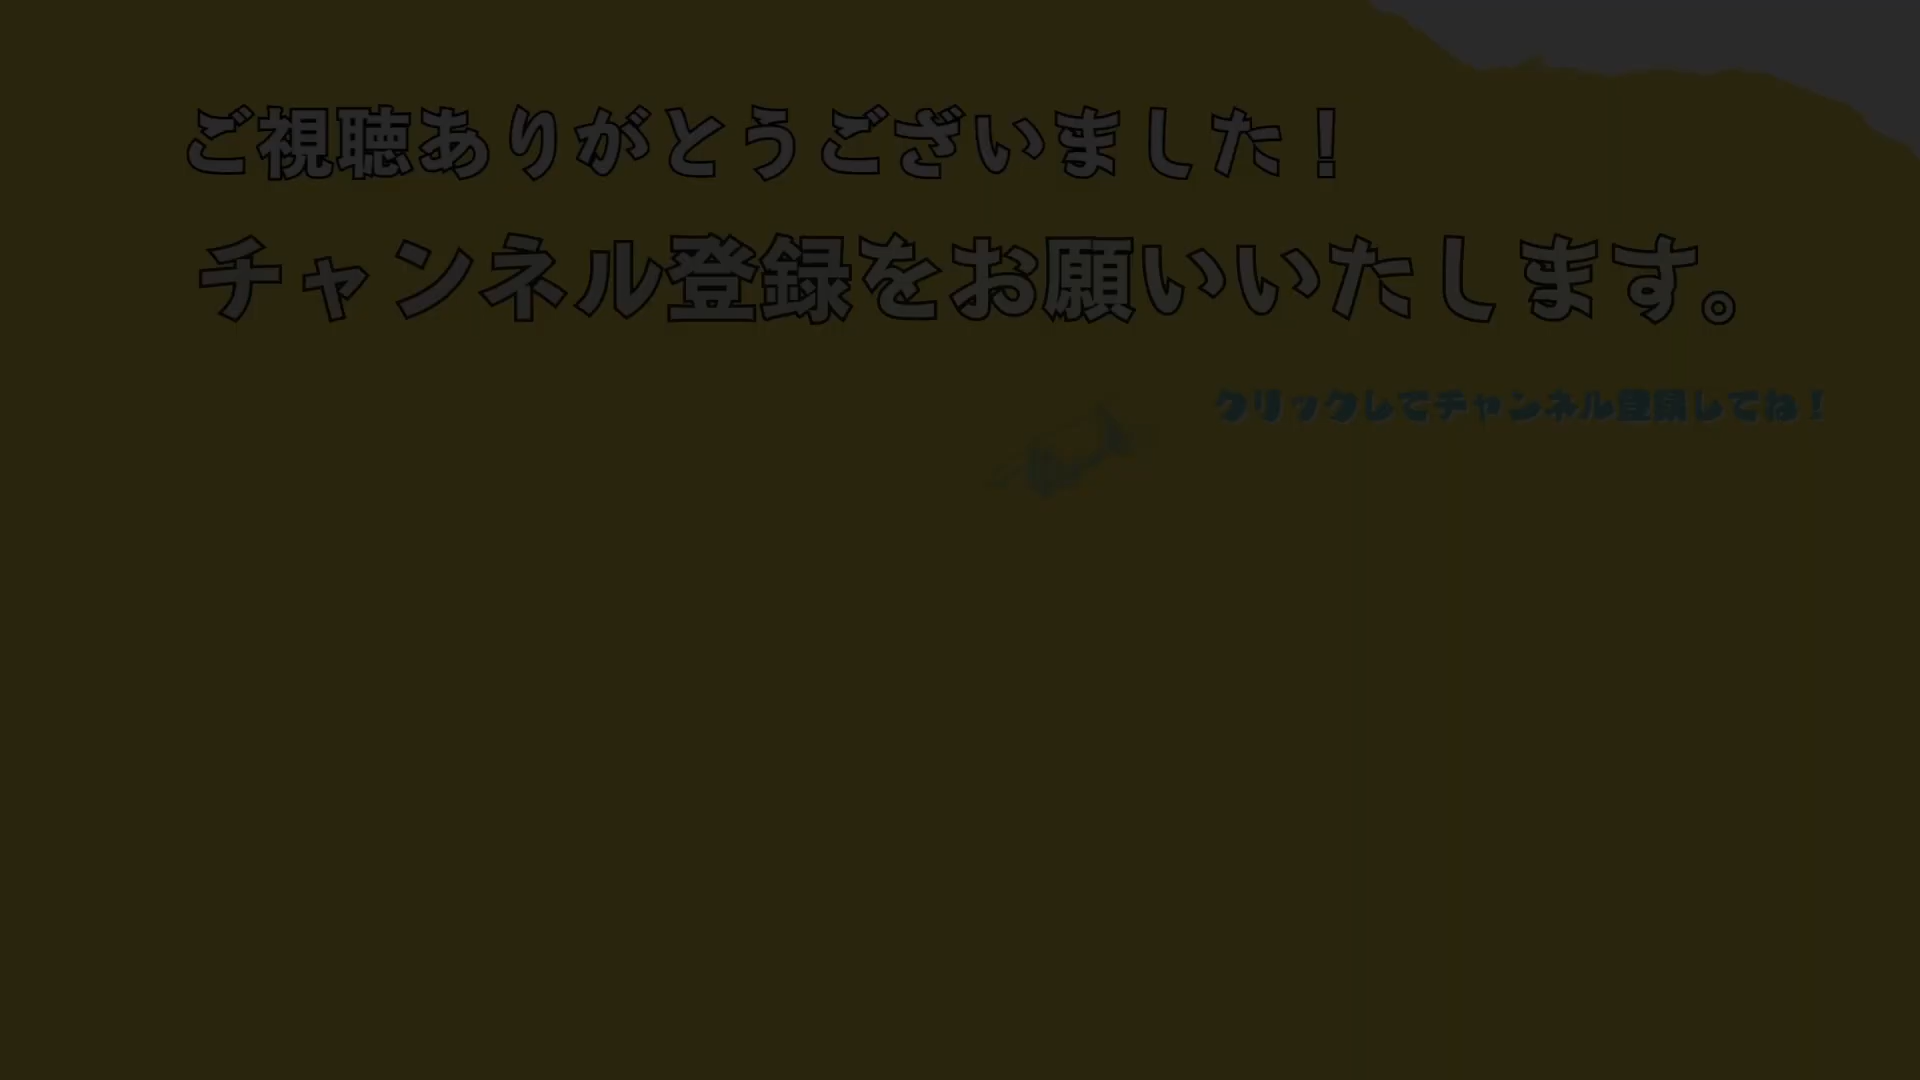 ご視聴ありがとうございました！
チャンネル登録をお願いいたします。
クリックしてチャンネル登録してね！